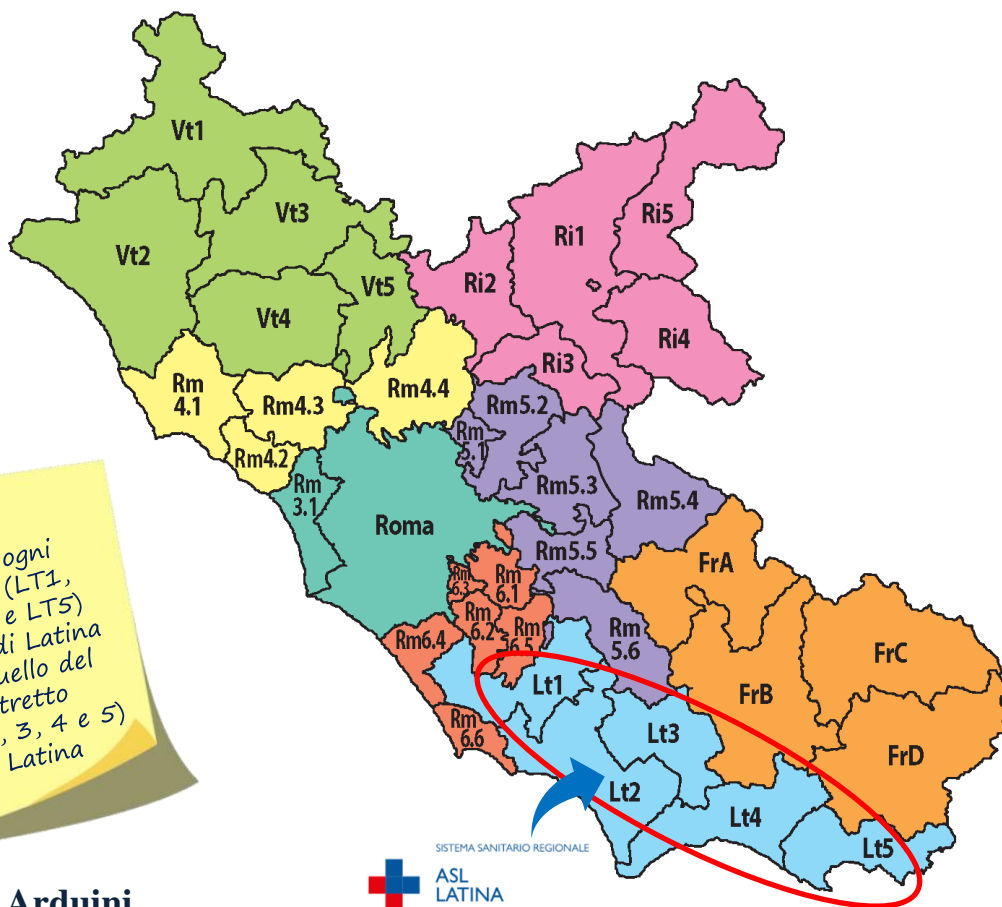 Vt1
Vt3
Vt2
Vt5
Vt4
Ri5
Ri1
Ri2
Ri4
Ri3
Rm
4.1
Rm4.3
Rm4.4
Rm4.2
Rm5.2
Rm
5.1
Rm5.3
Rm5.4
Rm
3.1
Roma
Rm5.5
FrA
Rm
6.3
Rm
6.1
Rm
6.2
Rm
6.5
Rm6.4
Rm
5.6
FrC
FrB
FrD
Lt1
Rm
6.6
Lt3
Lt2
Lt4
Lt5
ogni
(LT1,
e LT5)
di Latina
quello del
tretto
, 3, 4 e 5)
Latina
SISTEMA SANITARIO REGIONALE
ASL
LATINA
Arduini